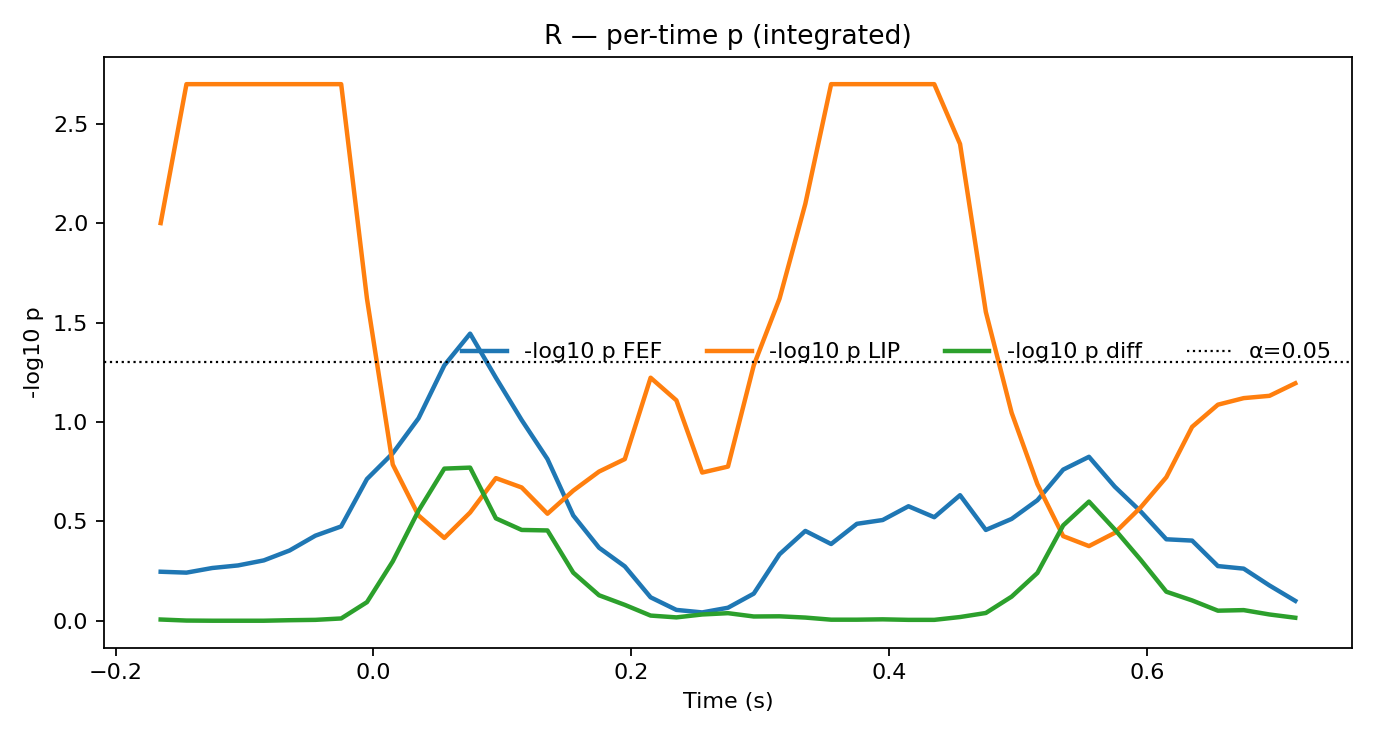 R — per-time p (integrated)
-log10 p
2.5
2.0
1.5
1.0
0.5
0.0
-log10 p FEF
-log10 p LIP
-log10 p diff
α=0.05
−0.2
0.0
0.2
0.4
0.6
Time (s)